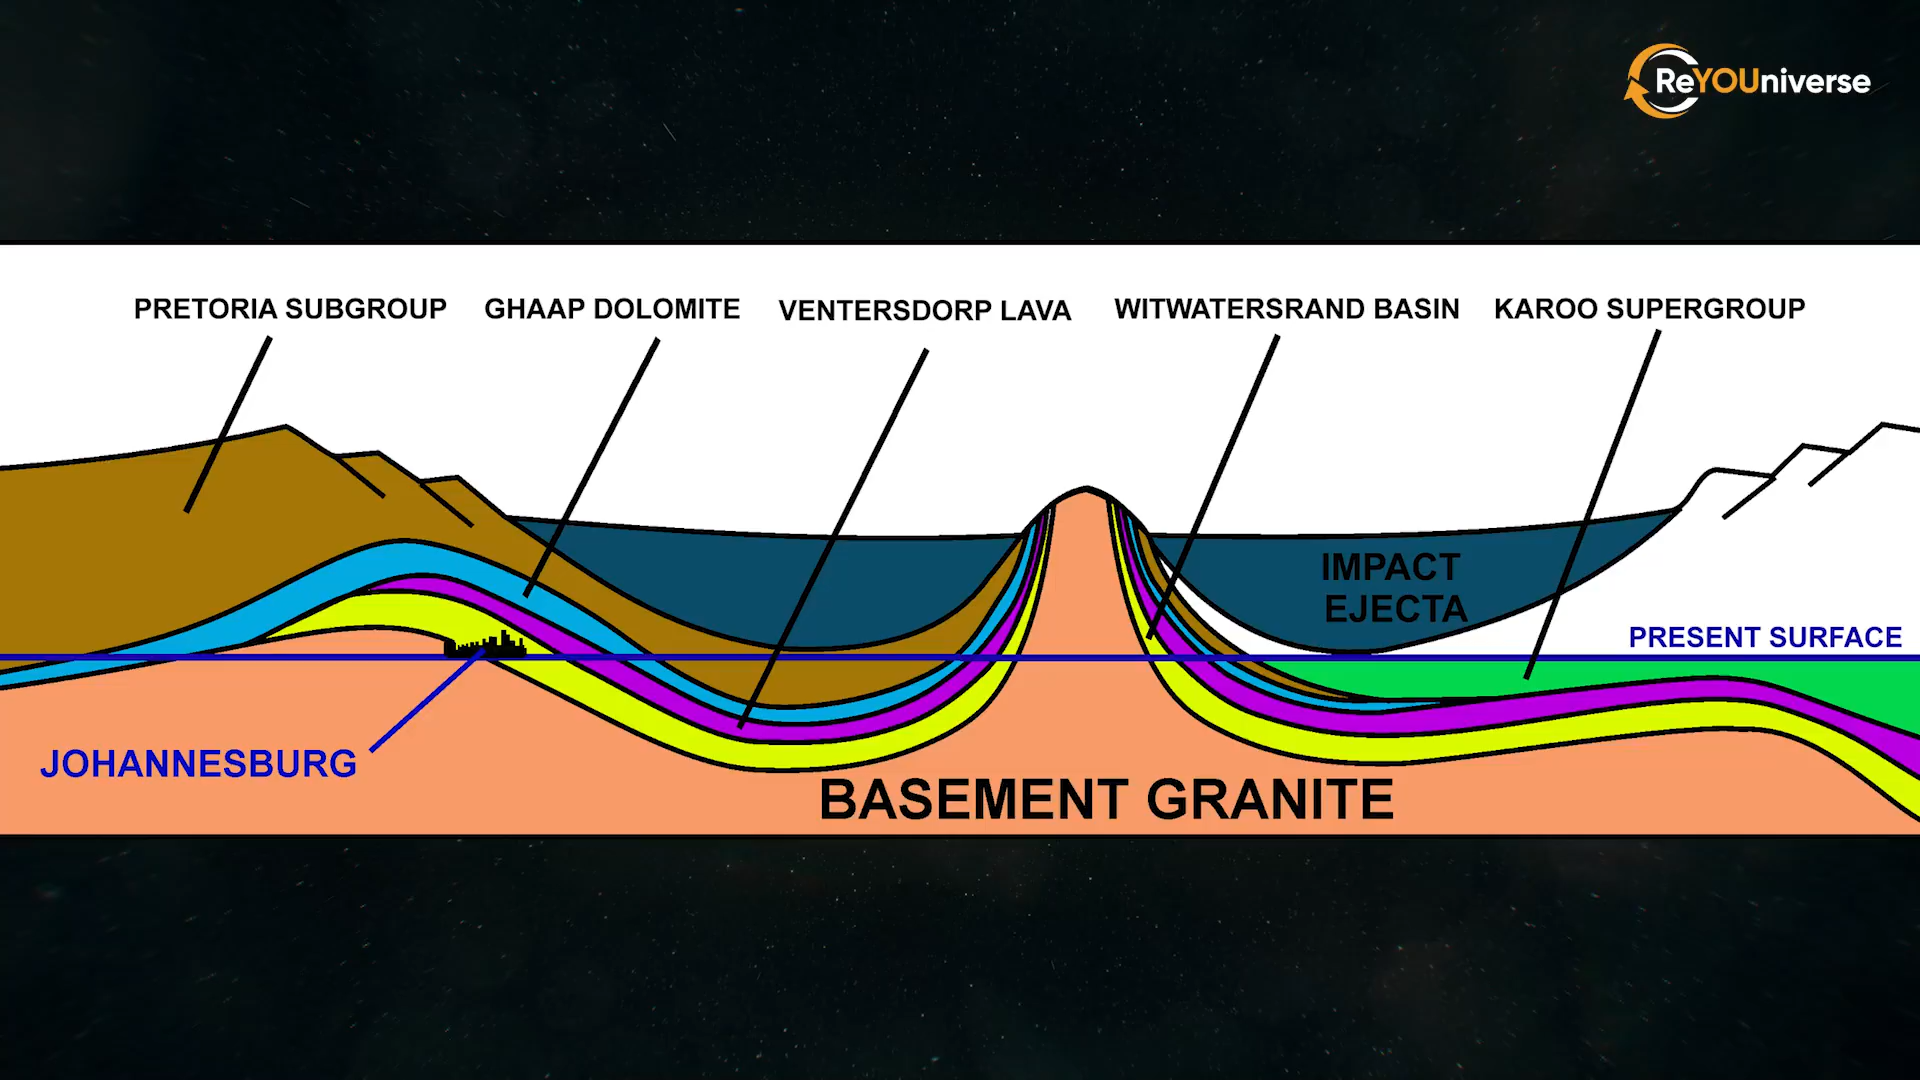 ReYOUniverse
PRETORIA SUBGROUP
GHAAP DOLOMITE
VENTERSDORP LAVA
WITWATERSRAND BASIN
KAROO SUPERGROUP
IMPACT
EJECTA
PRESENT SURFACE
JOHANNESBURG
BASEMENT GRANITE